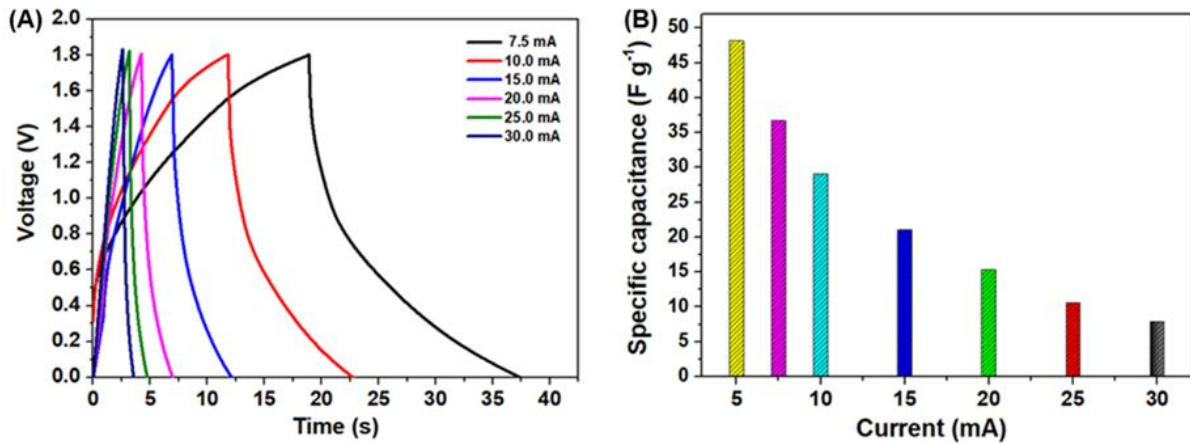 (A)
2.0
1.8
1.6
1.4
1.2
1.0
0.8
0.6
0.4
0.2
0.0
Voltage (V)
7.5 mA
10.0 mA
15.0 mA
20.0 mA
25.0 mA
30.0 mA
0 5 10 15 20 25 30 35 40
Time (s)
(B)
50
45
40
35
30
25
20
15
10
5
0
Specific capacitance (F g⁻¹)
5 10 15 20 25 30
Current (mA)